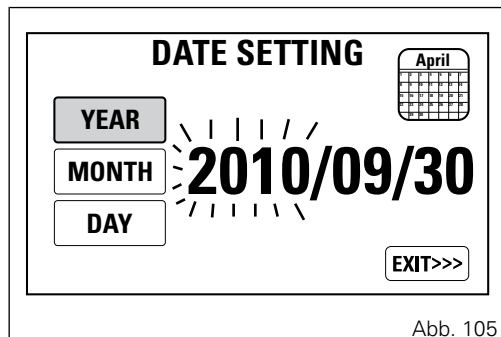 DATE SETTING
April
YEAR
MONTH
DAY
2010/09/30
EXIT>>>
Abb. 105